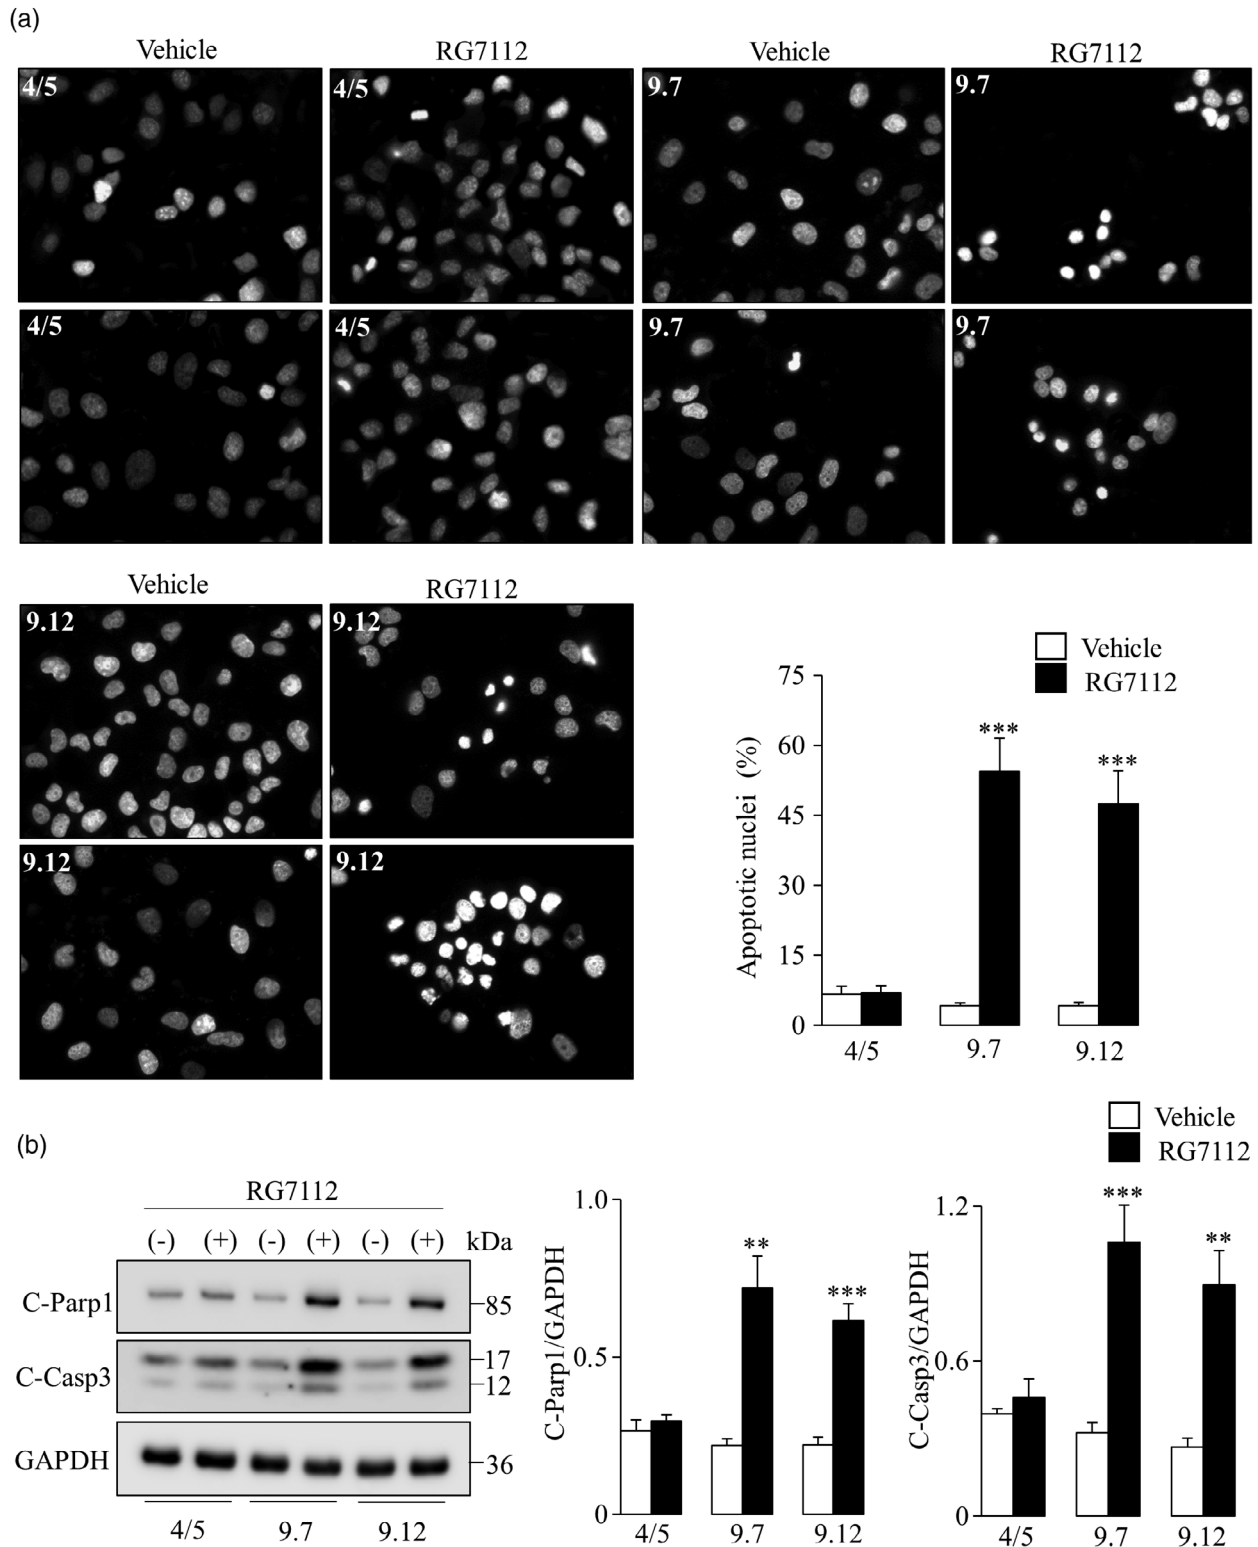 (a)
Vehicle RG7112 Vehicle RG7112
4/5 4/5 9.7 9.7
4/5 4/5 9.7 9.7
Vehicle RG7112
9.12 9.12
9.12 9.12
Vehicle
RG7112
75
60
45
30
15
0
Apoptotic nuclei (%)
***
***
4/5 9.7 9.12
(b)
RG7112
(-) (+) (-) (+) (-) (+) kDa
C-Parp1 85
C-Casp3 17
12
GAPDH 36
4/5 9.7 9.12
1.0
0.5
0
C-Parp1/GAPDH
**
***
4/5 9.7 9.12
Vehicle
RG7112
1.2
0.6
0
C-Casp3/GAPDH
***
**
4/5 9.7 9.12